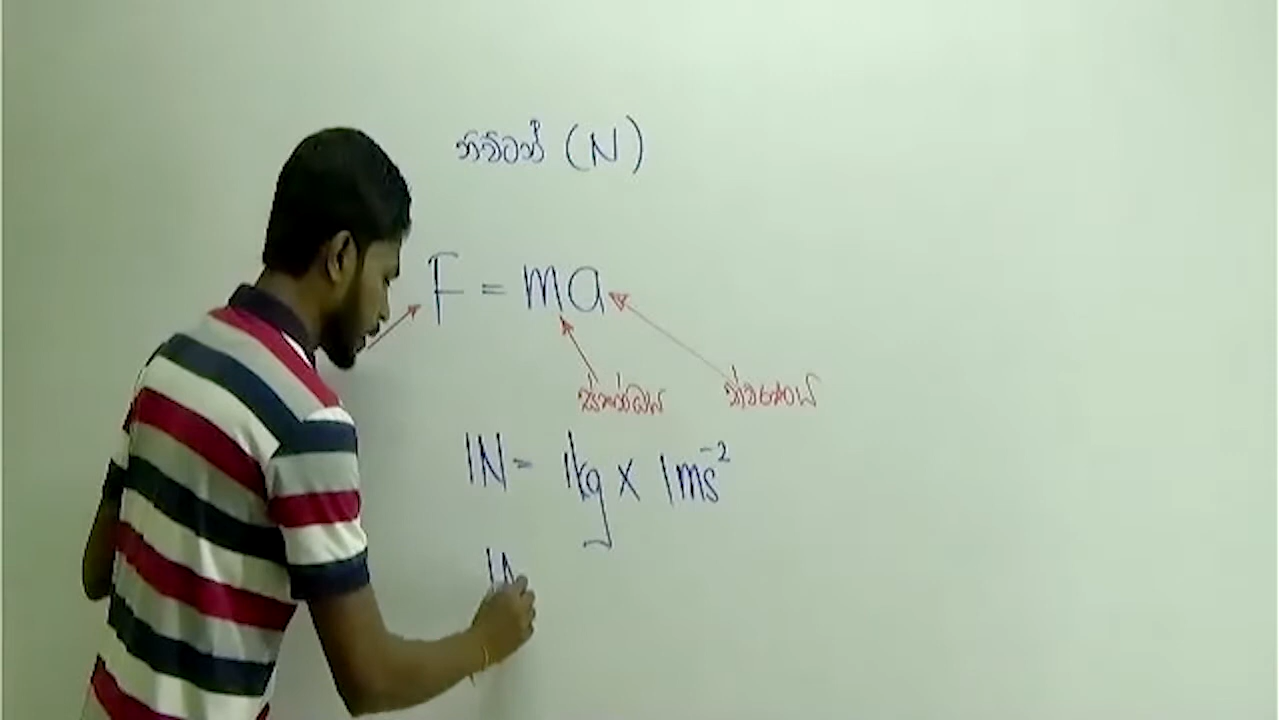 නිව්ටන් (N)
F = ma
ස්කන්ධය ත්වරණය
1N = 1kg x 1ms⁻²
1N